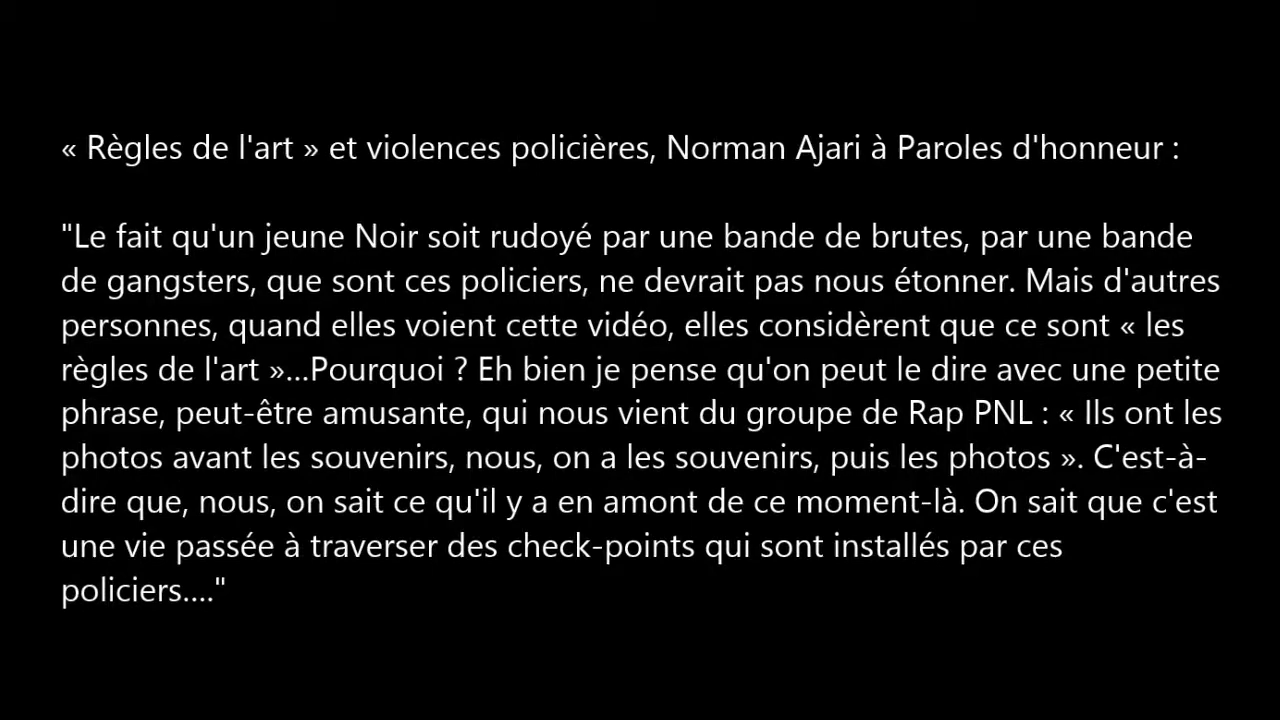 « Règles de l'art » et violences policières, Norman Ajari à Paroles d'honneur :
"Le fait qu'un jeune Noir soit rudoyé par une bande de brutes, par une bande
de gangsters, que sont ces policiers, ne devrait pas nous étonner. Mais d'autres
personnes, quand elles voient cette vidéo, elles considèrent que ce sont « les
règles de l'art »...Pourquoi ? Eh bien je pense qu'on peut le dire avec une petite
phrase, peut-être amusante, qui nous vient du groupe de Rap PNL : « Ils ont les
photos avant les souvenirs, nous, on a les souvenirs, puis les photos ». C'est-à-
dire que, nous, on sait ce qu'il y a en amont de ce moment-là. On sait que c'est
une vie passée à traverser des check-points qui sont installés par ces
policiers...."